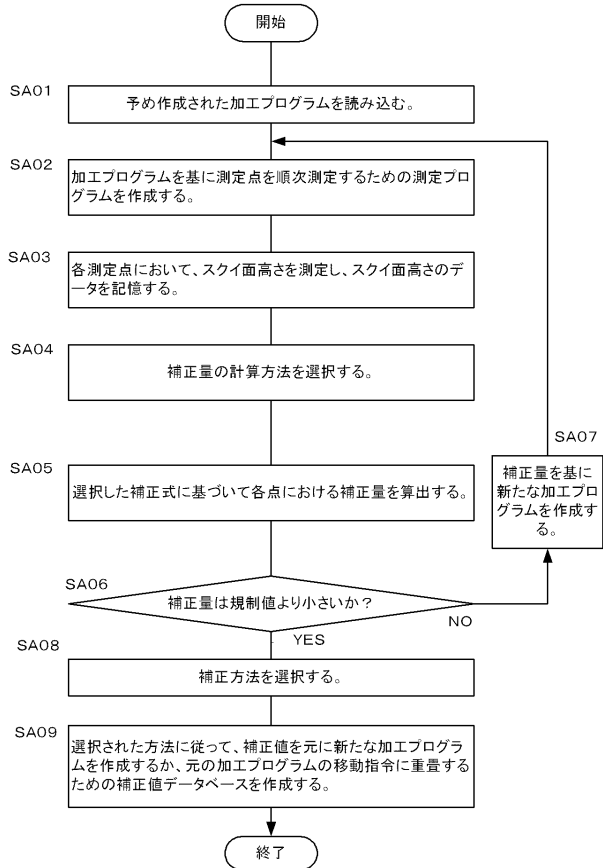 開始
SA01
予め作成された加工プログラムを読み込む。
SA02
加工プログラムを基に測定点を順次測定するための測定プロ
グラムを作成する。
SA03
各測定点において、スクイ面高さを測定し、スクイ面高さのデ
ータを記憶する。
SA04
補正量の計算方法を選択する。
SA05
選択した補正式に基づいて各点における補正量を算出する。
SA07
補正量を基に
新たな加工プロ
グラムを作成す
る。
SA06
補正量は規制値より小さいか？
NO
YES
SA08
補正方法を選択する。
SA09
選択された方法に従って、補正値を元に新たな加工プログラ
ムを作成するか、元の加工プログラムの移動指令に重畳する
ための補正値データベースを作成する。
終了